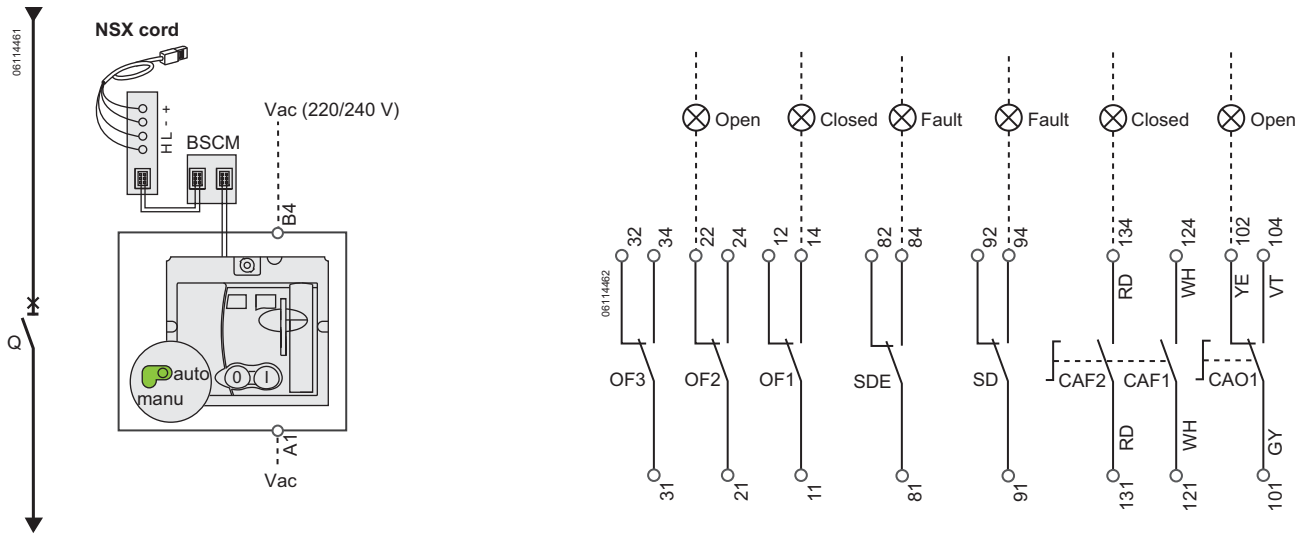 06114461
NSX cord
+
-
L
H
BSCM
Vac (220/240 V)
B4
Q
auto
manu
0
I
A1
Vac
Open
Closed
Fault
Fault
Closed
Open
32
34
22
24
12
14
82
84
92
94
134
124
102
104
06114462
RD
WH
YE
VT
OF3
OF2
OF1
SDE
SD
CAF2
CAF1
CAO1
RD
WH
GY
31
21
11
81
91
131
121
101